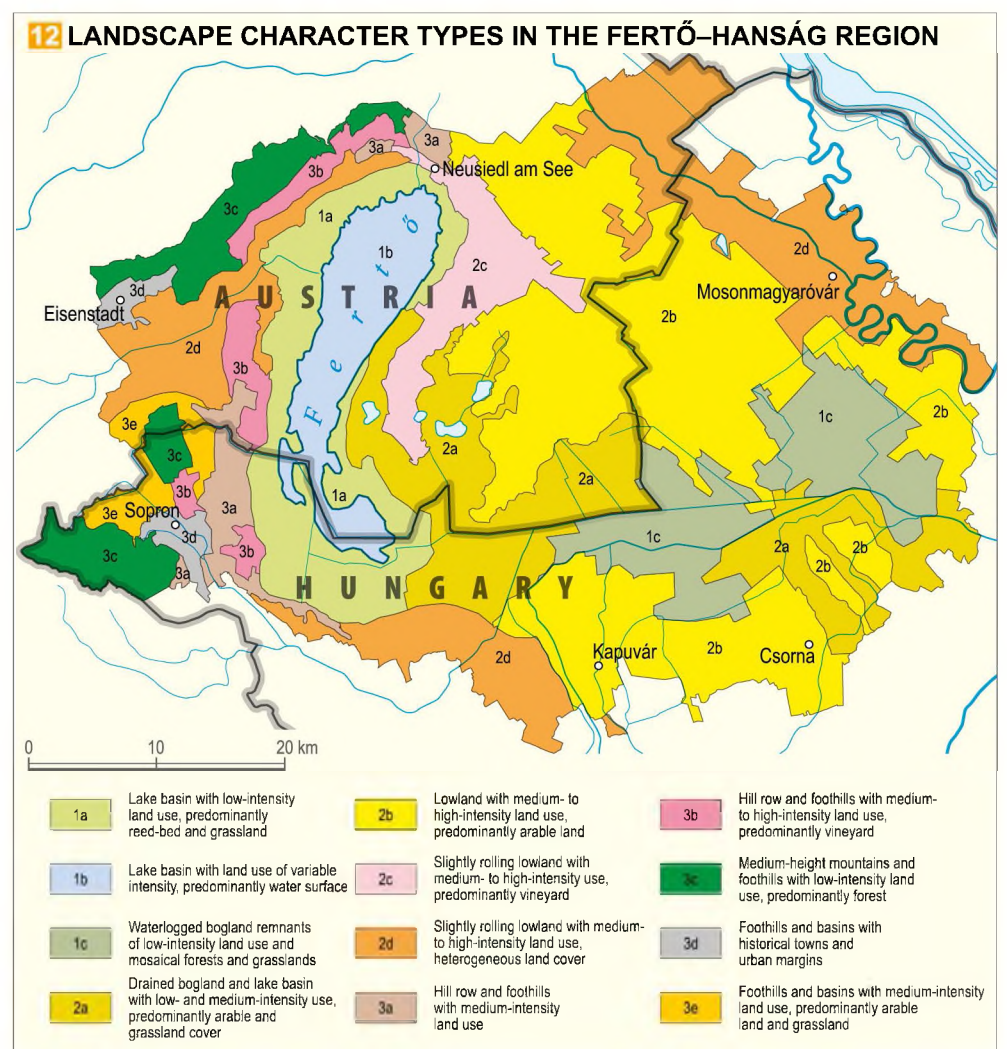 12 LANDSCAPE CHARACTER TYPES IN THE FERTŐ–HANSÁG REGION
3a
3a
Neusiedl am See
3b
3c
1a
1b
Fertő
2c
2d
Mosonmagyaróvár
3d
Eisenstadt
AUSTRIA
2b
2d
3b
1c
2b
3e
3c
2a
2a
3b
1a
3e
Sopron
3a
3d
1c
2a
2b
3c
3b
2b
3a
HUNGARY
2d
Kapuvár
2b
Csorna
0 10 20 km
1a
Lake basin with low-intensity
land use, predominantly
reed-bed and grassland
1b
Lake basin with land use of variable
intensity, predominantly water surface
1c
Waterlogged bogland remnants
of low-intensity land use and
mosaical forests and grasslands
2a
Drained bogland and lake basin
with low- and medium-intensity use,
predominantly arable and
grassland cover
2b
Lowland with medium- to
high-intensity land use,
predominantly arable land
2c
Slightly rolling lowland with
medium- to high-intensity use,
predominantly vineyard
2d
Slightly rolling lowland with medium-
to high-intensity land use,
heterogeneous land cover
3a
Hill row and foothills
with medium-intensity
land use
3b
Hill row and foothills with medium-
to high-intensity land use,
predominantly vineyard
3c
Medium-height mountains and
foothills with low-intensity land
use, predominantly forest
3d
Foothills and basins with
historical towns and
urban margins
3e
Foothills and basins with medium-intensity
land use, predominantly arable
land and grassland